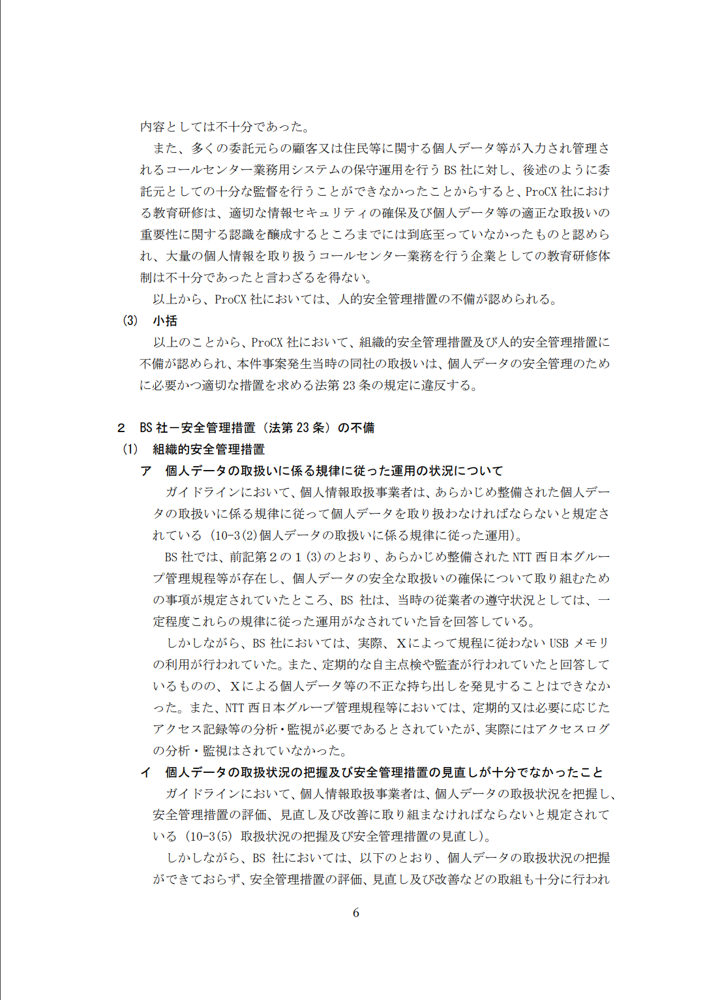 内容としては不十分であった。
また、多くの委託元らの顧客又は住民等に関する個人データ等が入力され管理さ
れるコールセンター業務用システムの保守運用を行う BS 社に対し、後述のように委
託元としての十分な監督を行うことができなかったことからすると、ProCX 社におけ
る教育研修は、適切な情報セキュリティの確保及び個人データ等の適正な取扱いの
重要性に関する認識を醸成するところまでには到底至っていなかったものと認めら
れ、大量の個人情報を取り扱うコールセンター業務を行う企業としての教育研修体
制は不十分であったと言わざるを得ない。
以上から、ProCX 社においては、人的安全管理措置の不備が認められる。
(3) 小括
以上のことから、ProCX 社において、組織的安全管理措置及び人的安全管理措置に
不備が認められ、本件事案発生当時の同社の取扱いは、個人データの安全管理のため
に必要かつ適切な措置を求める法第 23 条の規定に違反する。
2 BS 社－安全管理措置（法第 23 条）の不備
(1) 組織的安全管理措置
ア 個人データの取扱いに係る規律に従った運用の状況について
ガイドラインにおいて、個人情報取扱事業者は、あらかじめ整備された個人デー
タの取扱いに係る規律に従って個人データを取り扱わなければならないと規定さ
れている（10-3(2)個人データの取扱いに係る規律に従った運用）。
BS 社では、前記第２の１(3)のとおり、あらかじめ整備された NTT 西日本グルー
プ管理規程等が存在し、個人データの安全な取扱いの確保について取り組むため
の事項が規定されていたところ、BS 社は、当時の従業者の遵守状況としては、一
定程度これらの規律に従った運用がなされていた旨を回答している。
しかしながら、BS 社においては、実際、Ｘによって規程に従わない USB メモリ
の利用が行われていた。また、定期的な自主点検や監査が行われていたと回答して
いるものの、Ｘによる個人データ等の不正な持ち出しを発見することはできなか
った。また、NTT 西日本グループ管理規程等においては、定期的又は必要に応じた
アクセス記録等の分析・監視が必要であるとされていたが、実際にはアクセスログ
の分析・監視はされていなかった。
イ 個人データの取扱状況の把握及び安全管理措置の見直しが十分でなかったこと
ガイドラインにおいて、個人情報取扱事業者は、個人データの取扱状況を把握し、
安全管理措置の評価、見直し及び改善に取り組まなければならないと規定されて
いる（10-3(5) 取扱状況の把握及び安全管理措置の見直し）。
しかしながら、BS 社においては、以下のとおり、個人データの取扱状況の把握
ができておらず、安全管理措置の評価、見直し及び改善などの取組も十分に行われ
6